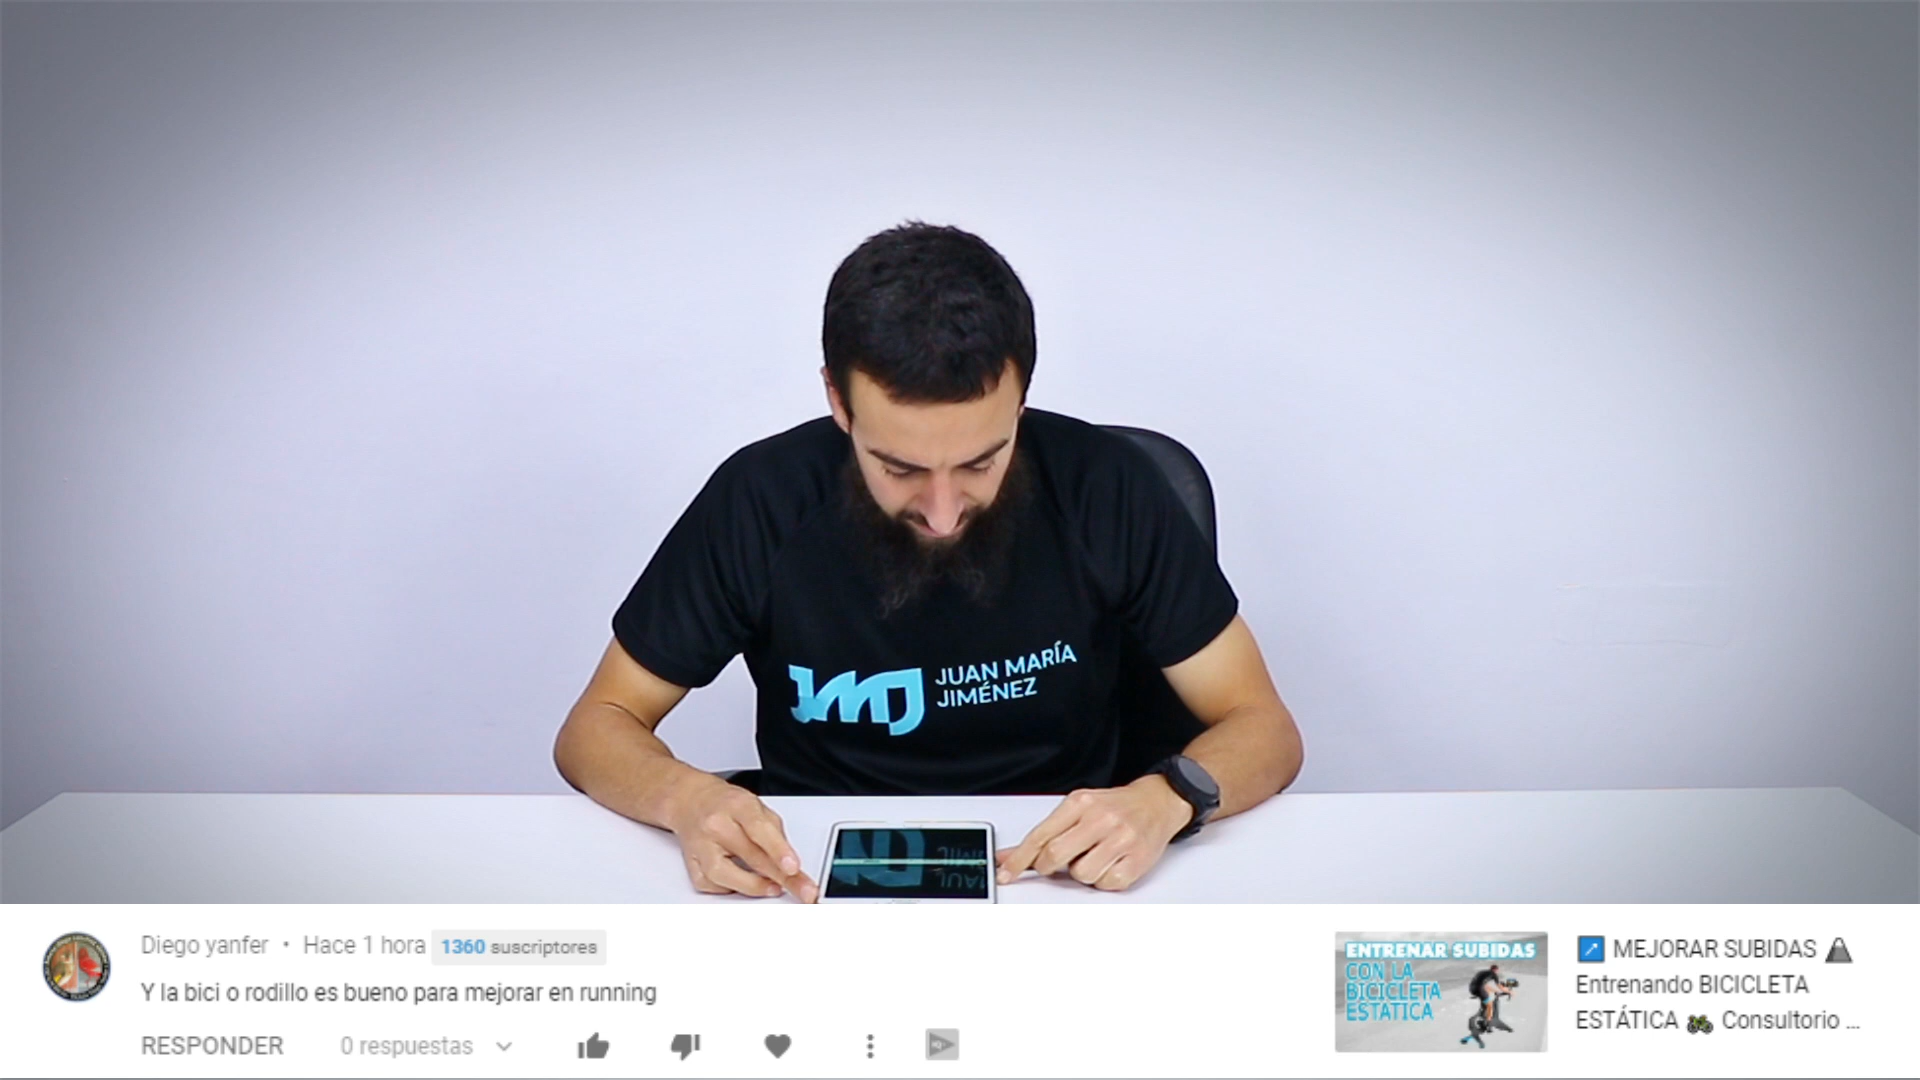 JMJ JUAN MARÍA
JIMÉNEZ
Diego yanfer • Hace 1 hora 1360 suscriptores
Y la bici o rodillo es bueno para mejorar en running
RESPONDER 0 respuestas
ENTRENAR SUBIDAS
CON LA
BICICLETA
ESTÁTICA
↗️ MEJORAR SUBIDAS
Entrenando BICICLETA
ESTÁTICA Consultorio ...